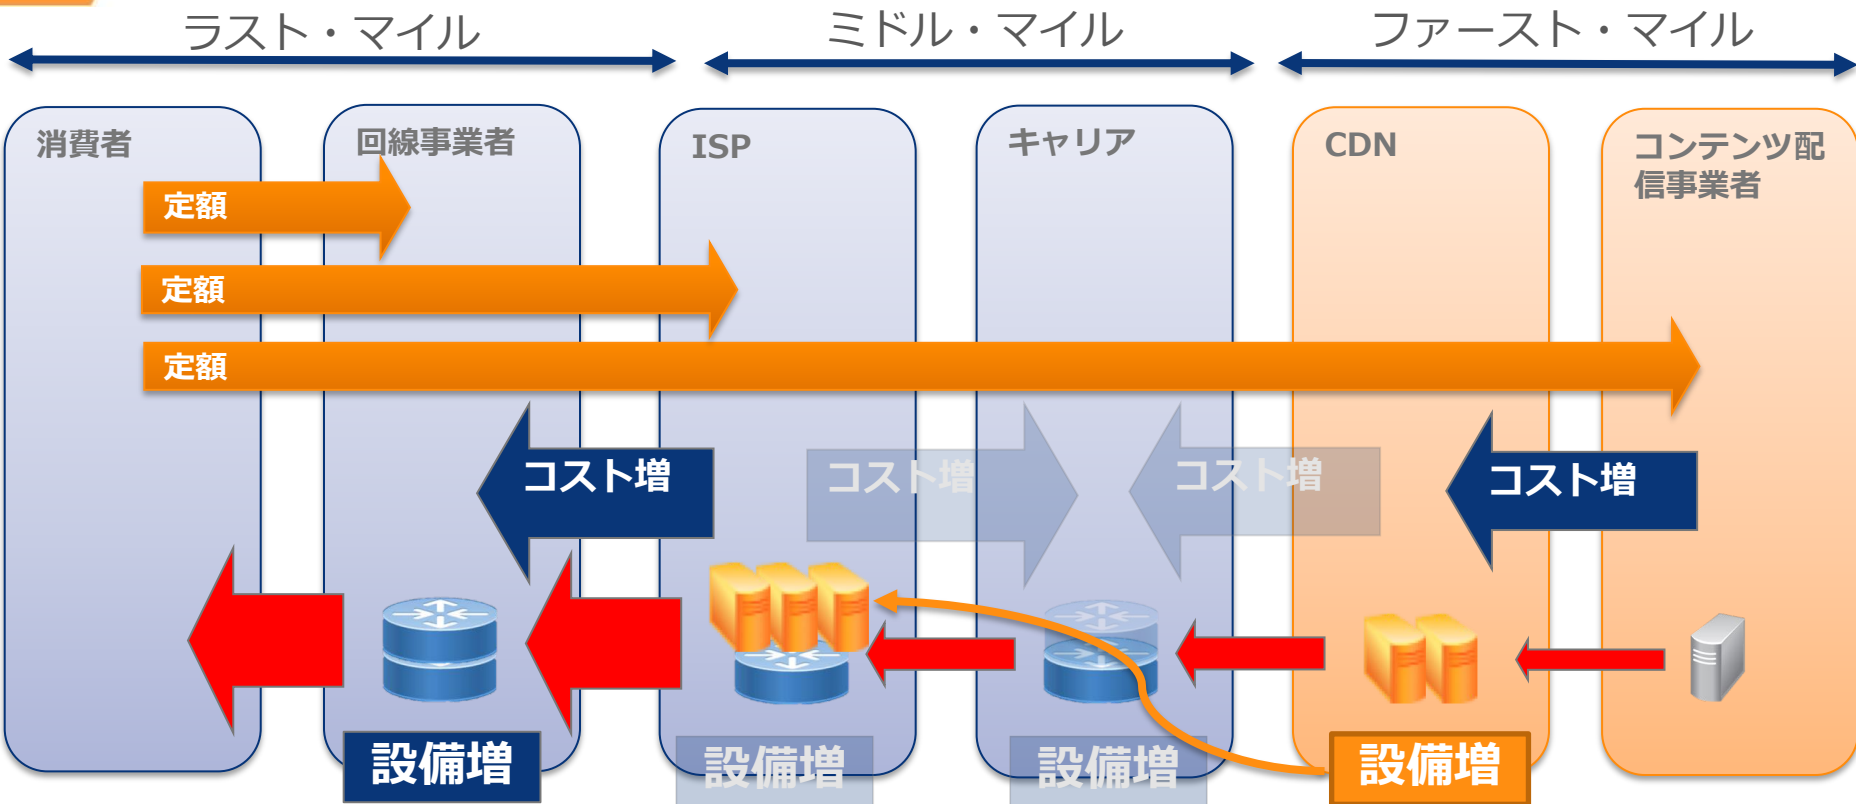 ラスト・マイル
ミドル・マイル
ファースト・マイル
消費者
回線事業者
ISP
キャリア
CDN
コンテンツ配
信事業者
定額
定額
定額
コスト増
コスト増
コスト増
コスト増
設備増
設備増
設備増
設備増